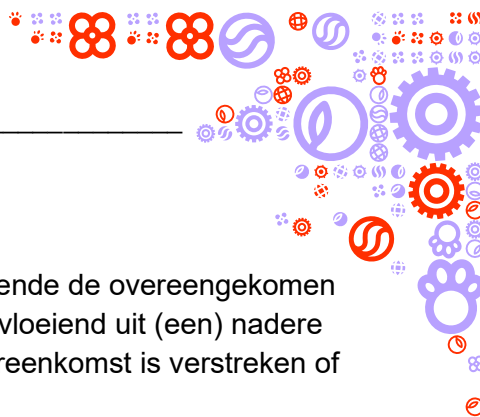 ende de overeengekomen
vloeiend uit (een) nadere
reenkomst is verstreken of